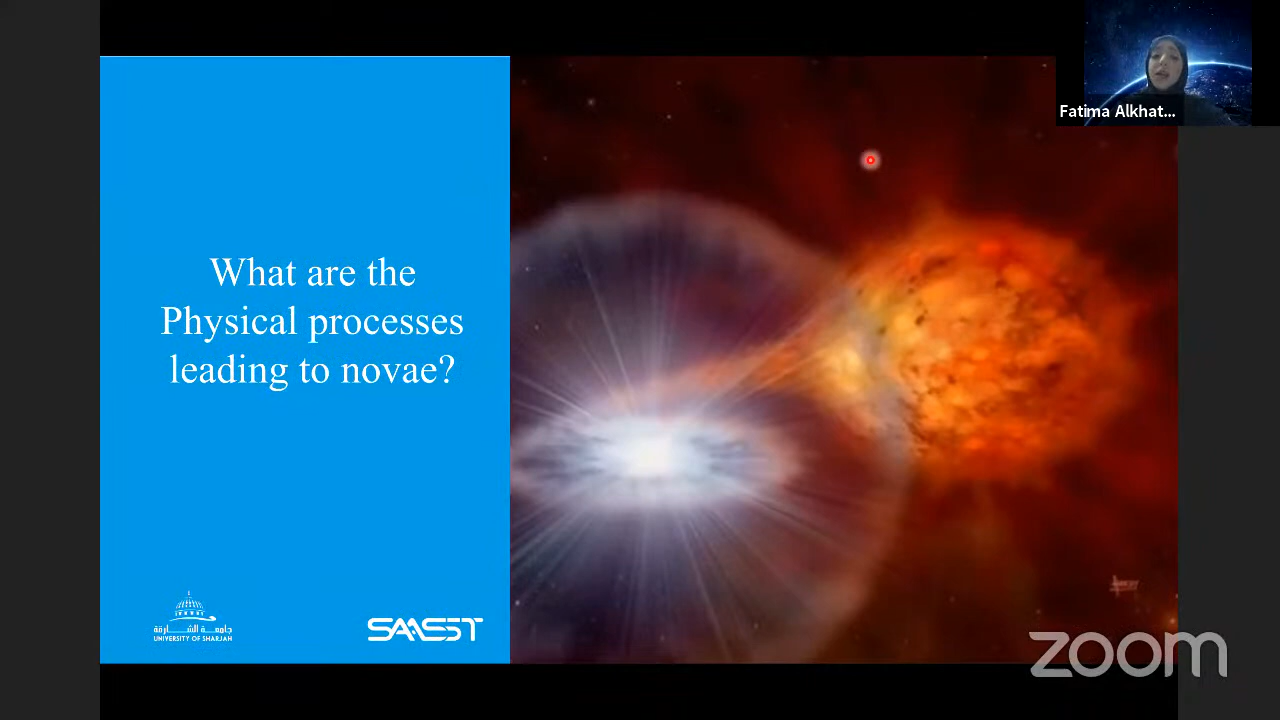 Fatima Alkhat...
What are the
Physical processes
leading to novae?
جامعة الشارقة
UNIVERSITY OF SHARJAH
SAASST
zoom